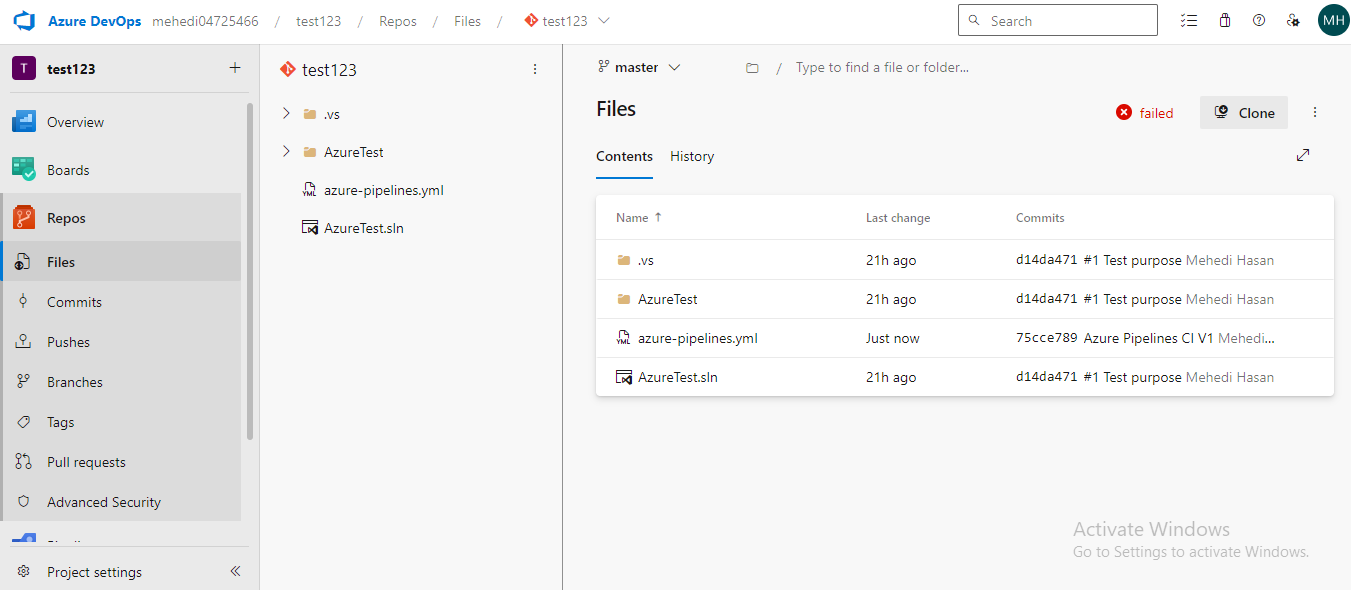 Azure DevOps mehedi04725466 / test123 / Repos / Files / test123 Search MH
T test123 +
Overview
Boards
Repos
Files
Commits
Pushes
Branches
Tags
Pull requests
Advanced Security
Project settings
test123
.vs
AzureTest
YML azure-pipelines.yml
AzureTest.sln
master / Type to find a file or folder...
Files failed Clone
Contents History
Name ↑ Last change Commits
.vs 21h ago d14da471 #1 Test purpose Mehedi Hasan
AzureTest 21h ago d14da471 #1 Test purpose Mehedi Hasan
YML azure-pipelines.yml Just now 75cce789 Azure Pipelines CI V1 Mehedi...
AzureTest.sln 21h ago d14da471 #1 Test purpose Mehedi Hasan
Activate Windows
Go to Settings to activate Windows.